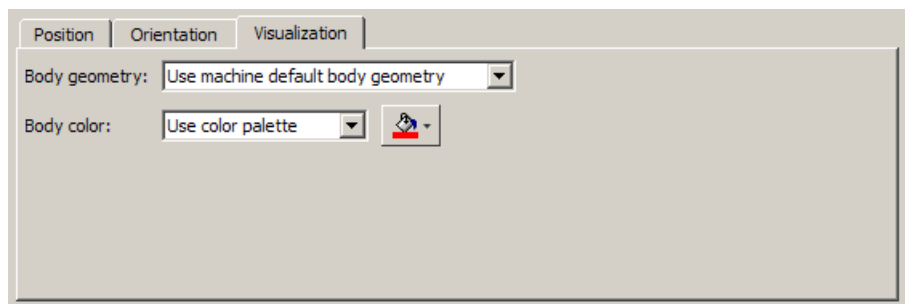 Position Orientation Visualization
Body geometry: Use machine default body geometry
Body color: Use color palette